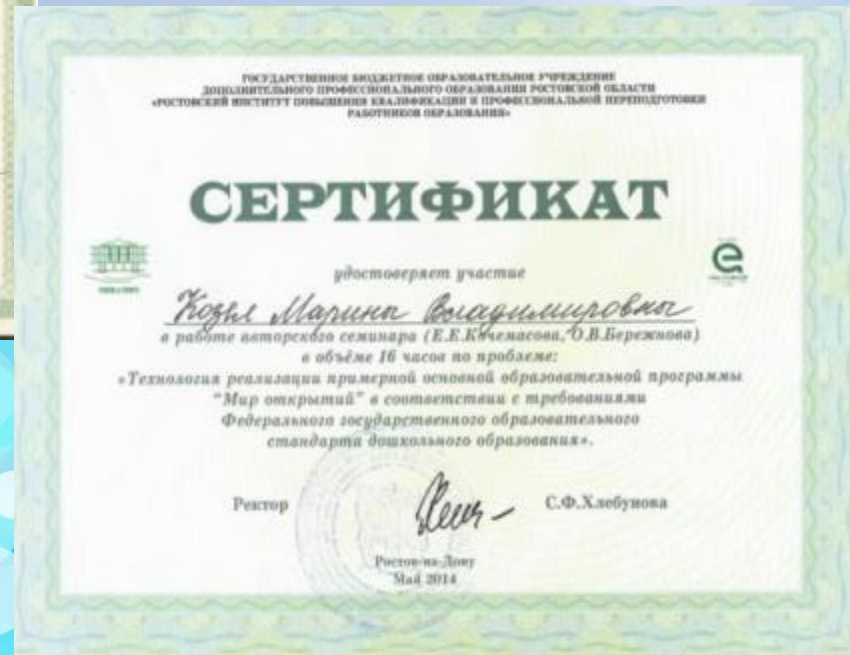 ГОСУДАРСТВЕННОЕ БЮДЖЕТНОЕ ОБРАЗОВАТЕЛЬНОЕ УЧРЕЖДЕНИЕ
ДОПОЛНИТЕЛЬНОГО ПРОФЕССИОНАЛЬНОГО ОБРАЗОВАНИЯ РОСТОВСКОЙ ОБЛАСТИ
«РОСТОВСКИЙ ИНСТИТУТ ПОВЫШЕНИЯ КВАЛИФИКАЦИИ И ПРОФЕССИОНАЛЬНОЙ ПЕРЕПОДГОТОВКИ
РАБОТНИКОВ ОБРАЗОВАНИЯ»
СЕРТИФИКАТ
удостоверяет участие
Марины Владимировны
в работе авторского семинара (Е.Е.Кочемасова, О.В.Бережнова)
в объёме 16 часов по проблеме:
«Технология реализации примерной основной образовательной программы
"Мир открытий" в соответствии с требованиями
Федерального государственного образовательного
стандарта дошкольного образования».
Ректор
С.Ф.Хлебунова
Ростов-на-Дону
Май 2014